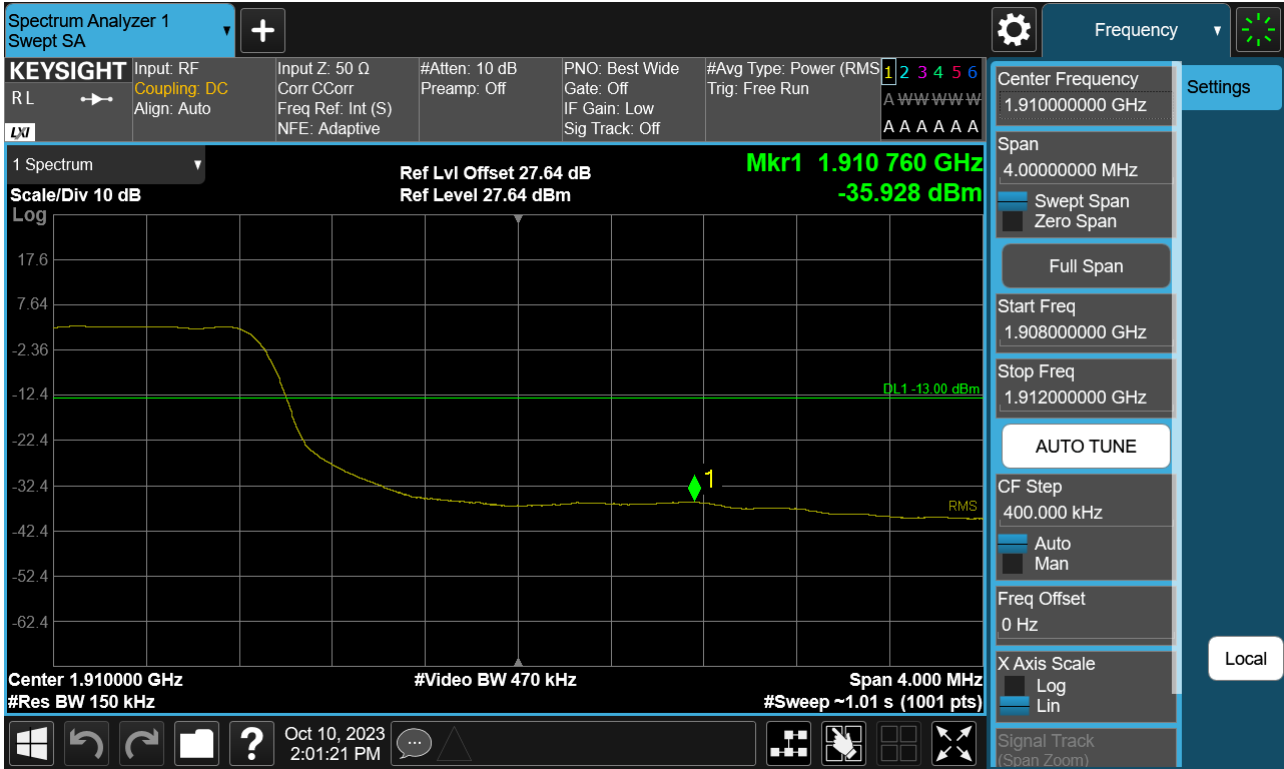 Spectrum Analyzer 1
Swept SA
Frequency
KEYSIGHT
R L
LXI
Input: RF
Coupling: DC
Align: Auto
Input Z: 50 Ω
Corr CCorr
Freq Ref: Int (S)
NFE: Adaptive
#Atten: 10 dB
Preamp: Off
PNO: Best Wide
Gate: Off
IF Gain: Low
Sig Track: Off
#Avg Type: Power (RMS
Trig: Free Run
1 2 3 4 5 6
A W W W W W
A A A A A A
1 Spectrum
Scale/Div 10 dB
Log
Ref Lvl Offset 27.64 dB
Ref Level 27.64 dBm
Mkr1 1.910 760 GHz
-35.928 dBm
17.6
7.64
-2.36
-12.4
-22.4
-32.4
-42.4
-52.4
-62.4
DL1 -13.00 dBm
1
RMS
Center 1.910000 GHz
#Video BW 470 kHz
Span 4.000 MHz
#Res BW 150 kHz
#Sweep ~1.01 s (1001 pts)
Center Frequency
1.910000000 GHz
Settings
Span
4.00000000 MHz
Swept Span
Zero Span
Full Span
Start Freq
1.908000000 GHz
Stop Freq
1.912000000 GHz
AUTO TUNE
CF Step
400.000 kHz
Auto
Man
Freq Offset
0 Hz
X Axis Scale
Log
Lin
Local
Signal Track
(Span Zoom)
?
Oct 10, 2023
2:01:21 PM